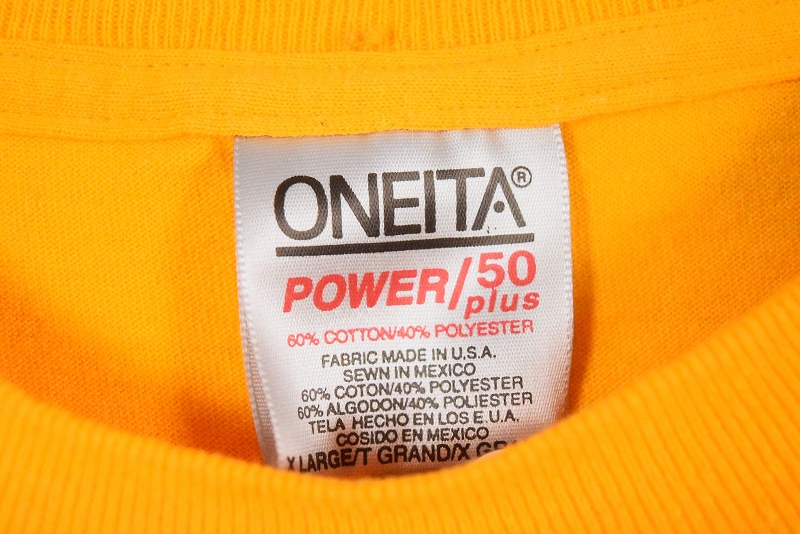 ONEITA®
POWER/50 plus
60% COTTON/40% POLYESTER
FABRIC MADE IN U.S.A.
SEWN IN MEXICO
60% COTON/40% POLYESTER
60% ALGODON/40% POLIESTER
TELA HECHO EN LOS E.U.A.
COSIDO EN MEXICO
X LARGE/T GRAND/X